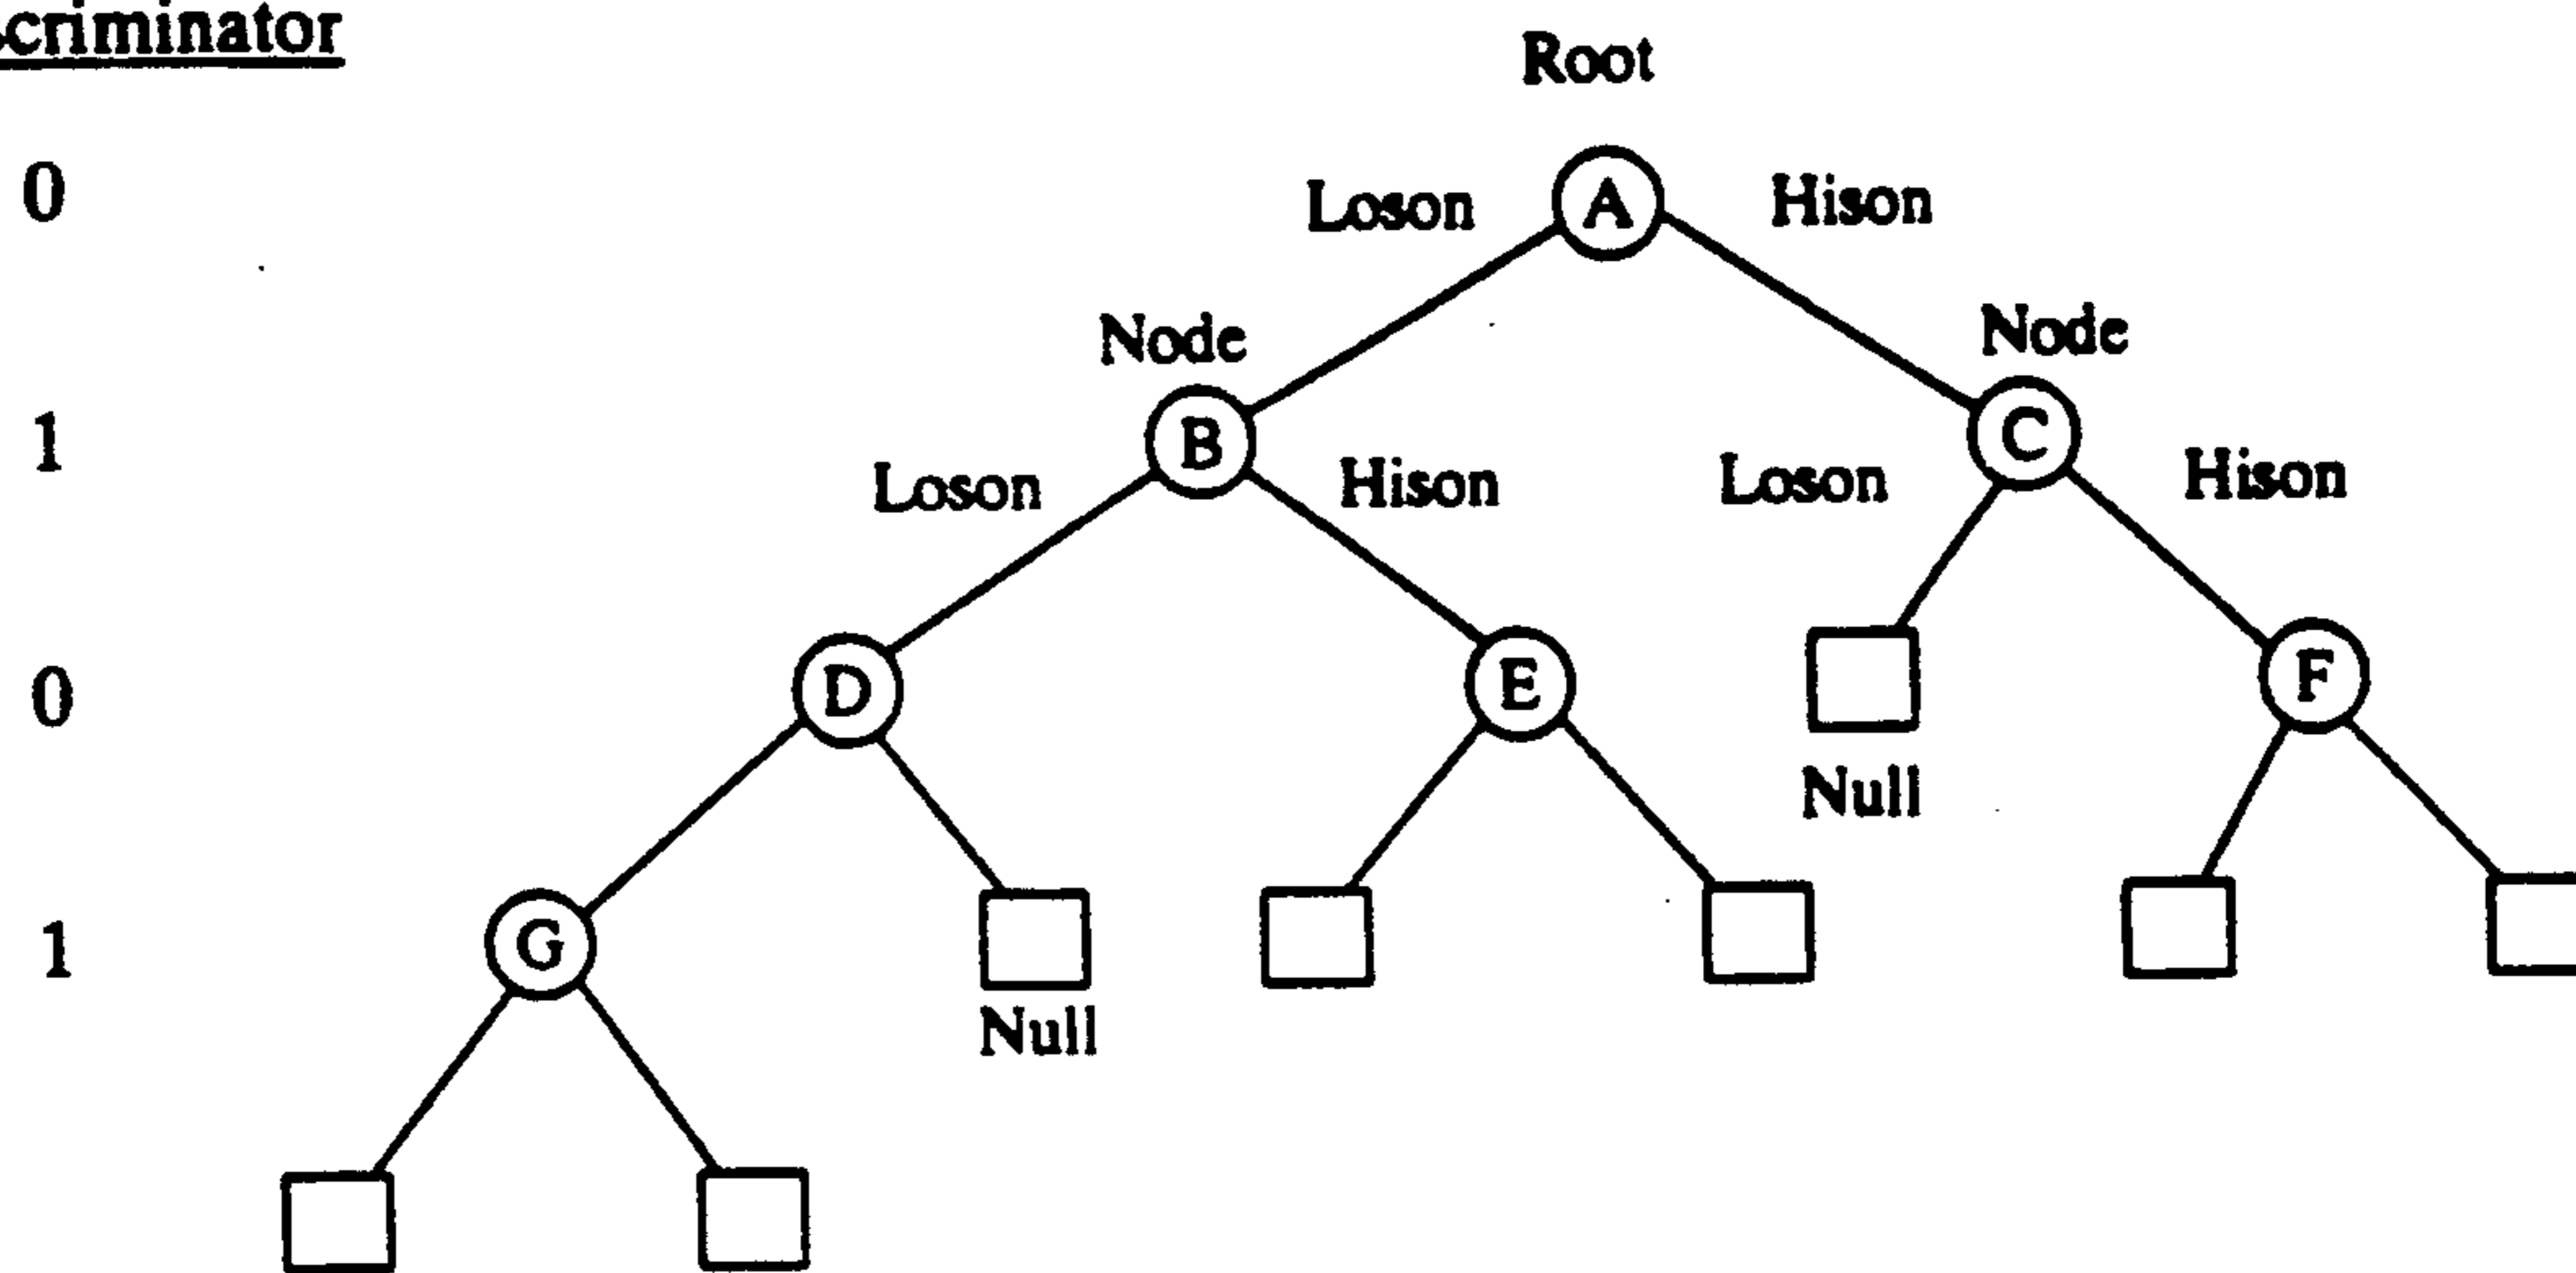 criminator
Root
0
Loson A Hison
Node Node
1 B C
Loson Hison Loson Hison
0 D E F
Null
1 G
Null